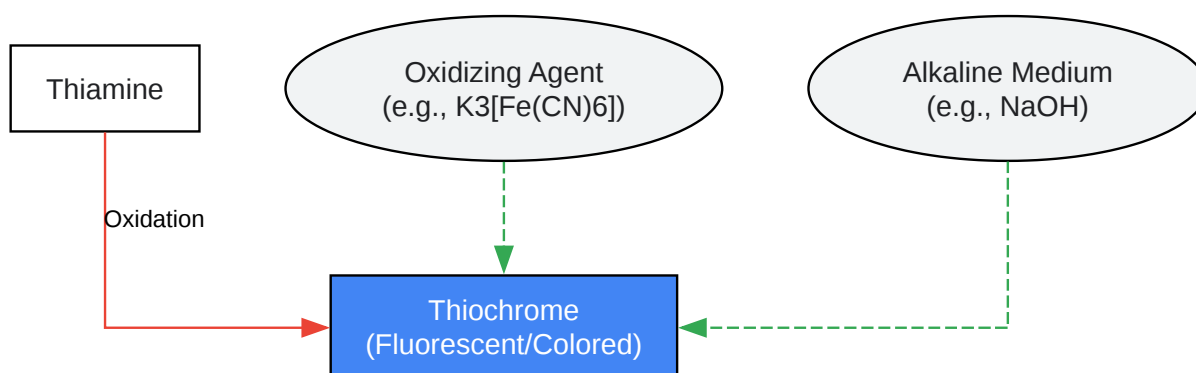 Thiamine
Oxidizing Agent
(e.g., K3[Fe(CN)6])
Alkaline Medium
(e.g., NaOH)
Oxidation
Thiochrome
(Fluorescent/Colored)